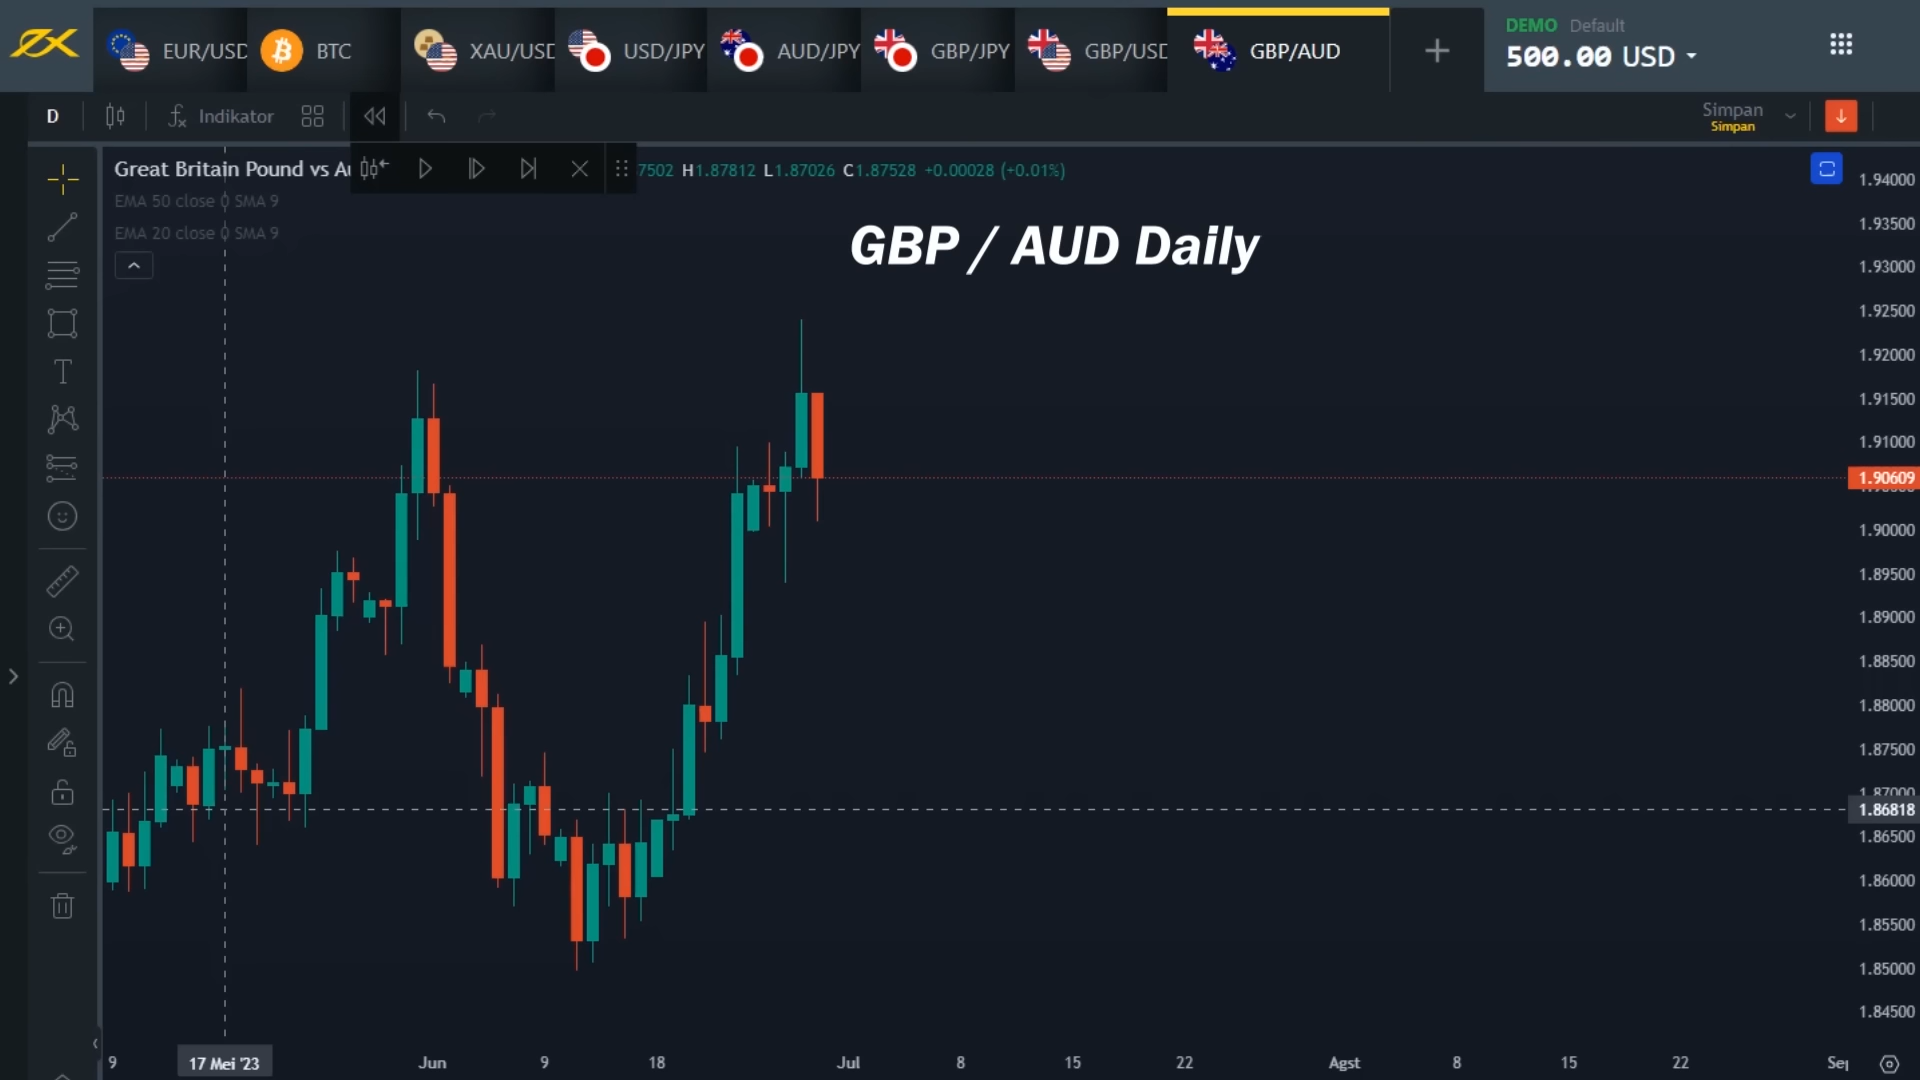 EUR/USD BTC XAU/USD USD/JPY AUD/JPY GBP/JPY GBP/USD GBP/AUD
DEMO Default
500.00 USD
D Indikator
Simpan
Simpan
Great Britain Pound vs Au 37502 H1.87812 L1.87026 C1.87528 +0.00028 (+0.01%)
EMA 50 close 0 SMA 9
EMA 20 close 0 SMA 9
GBP / AUD Daily
1.94000
1.93500
1.93000
1.92500
1.92000
1.91500
1.91000
1.90609
1.90000
1.89500
1.89000
1.88500
1.88000
1.87500
1.87000
1.86818
1.86500
1.86000
1.85500
1.85000
1.84500
9 17 Mei '23 Jun 9 18 Jul 8 15 22 Agst 8 15 22 Sep